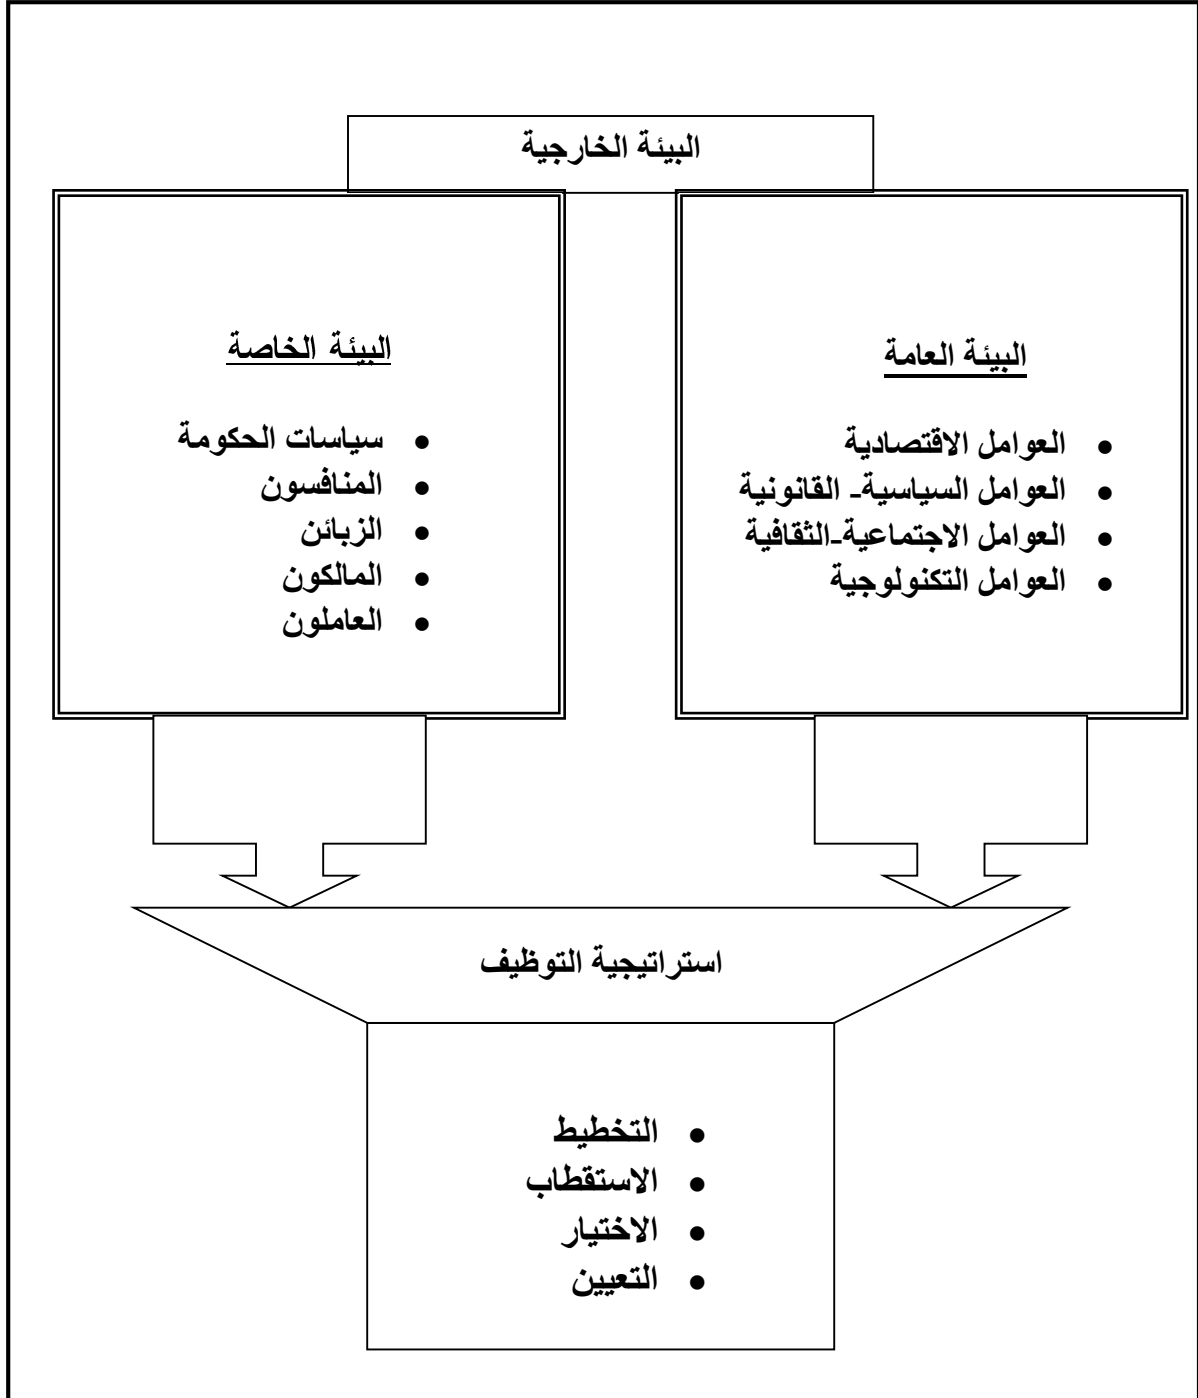 البيئة الخارجية
البيئة العامة
• العوامل الاقتصادية
• العوامل السياسية- القانونية
• العوامل الاجتماعية-الثقافية
• العوامل التكنولوجية
البيئة الخاصة
• سياسات الحكومة
• المنافسون
• الزبائن
• المالكون
• العاملون
استراتيجية التوظيف
• التخطيط
• الاستقطاب
• الاختيار
• التعيين